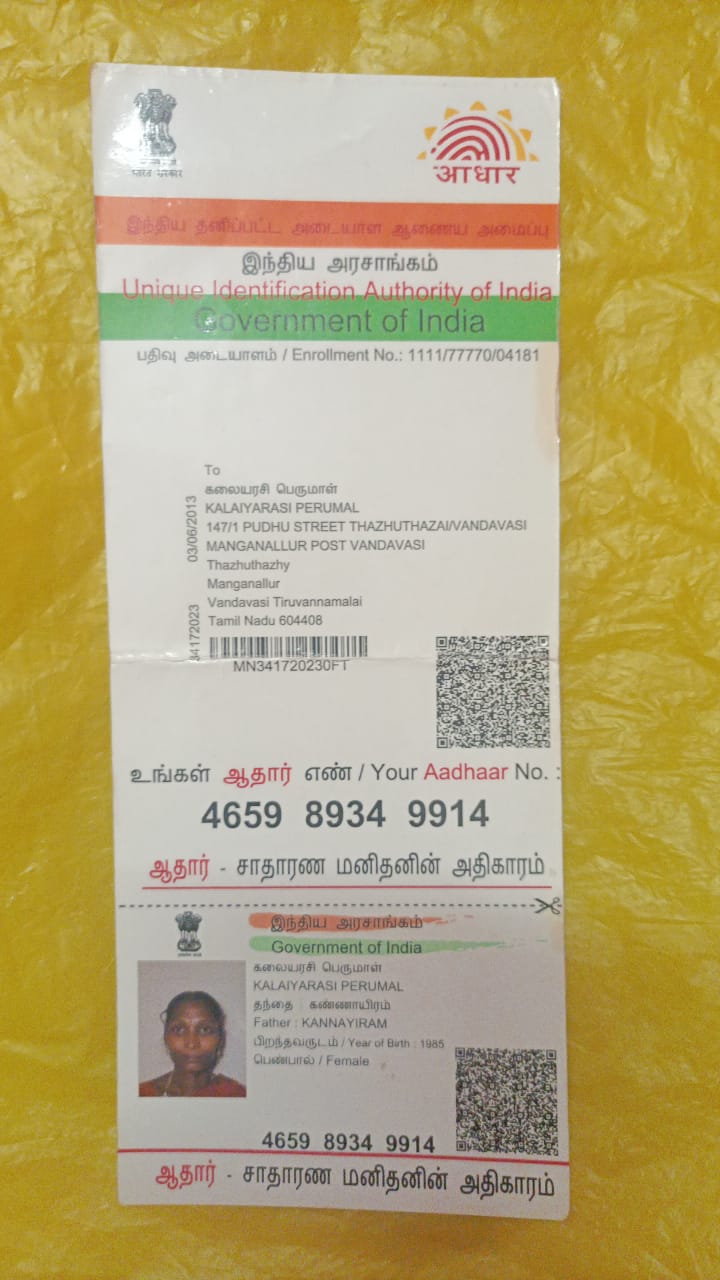 भारत सरकार
आधार
இந்திய தனிப்பட்ட அடையாள ஆணைய அமைப்பு
இந்திய அரசாங்கம்
Unique Identification Authority of India
Government of India
பதிவு அடையாளம் / Enrollment No.: 1111/77770/04181
To
கலையரசி பெருமாள்
KALAIYARASI PERUMAL
147/1 PUDHU STREET THAZHUTHAZAI/VANDAVASI
MANGANALLUR POST VANDAVASI
Thazhuthazhy
Manganallur
Vandavasi Tiruvannamalai
Tamil Nadu 604408
03/06/2013
34172023
MN341720230FT
உங்கள் ஆதார் எண் / Your Aadhaar No. :
4659 8934 9914
ஆதார் - சாதாரண மனிதனின் அதிகாரம்
இந்திய அரசாங்கம்
Government of India
கலையரசி பெருமாள்
KALAIYARASI PERUMAL
தந்தை : கண்ணாயிரம்
Father : KANNAYIRAM
பிறந்தவருடம் / Year of Birth : 1985
பெண்பால் / Female
4659 8934 9914
ஆதார் - சாதாரண மனிதனின் அதிகாரம்